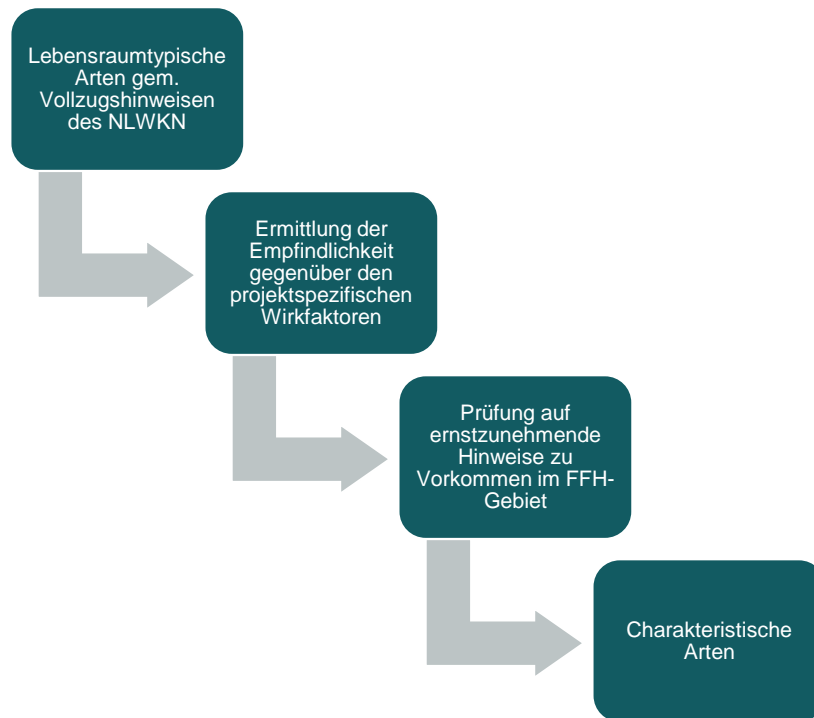 Lebensraumtypische
Arten gem.
Vollzugshinweisen
des NLWKN
Ermittlung der
Empfindlichkeit
gegenüber den
projektspezifischen
Wirkfaktoren
Prüfung auf
ernstzunehmende
Hinweise zu
Vorkommen im FFH-
Gebiet
Charakteristische
Arten